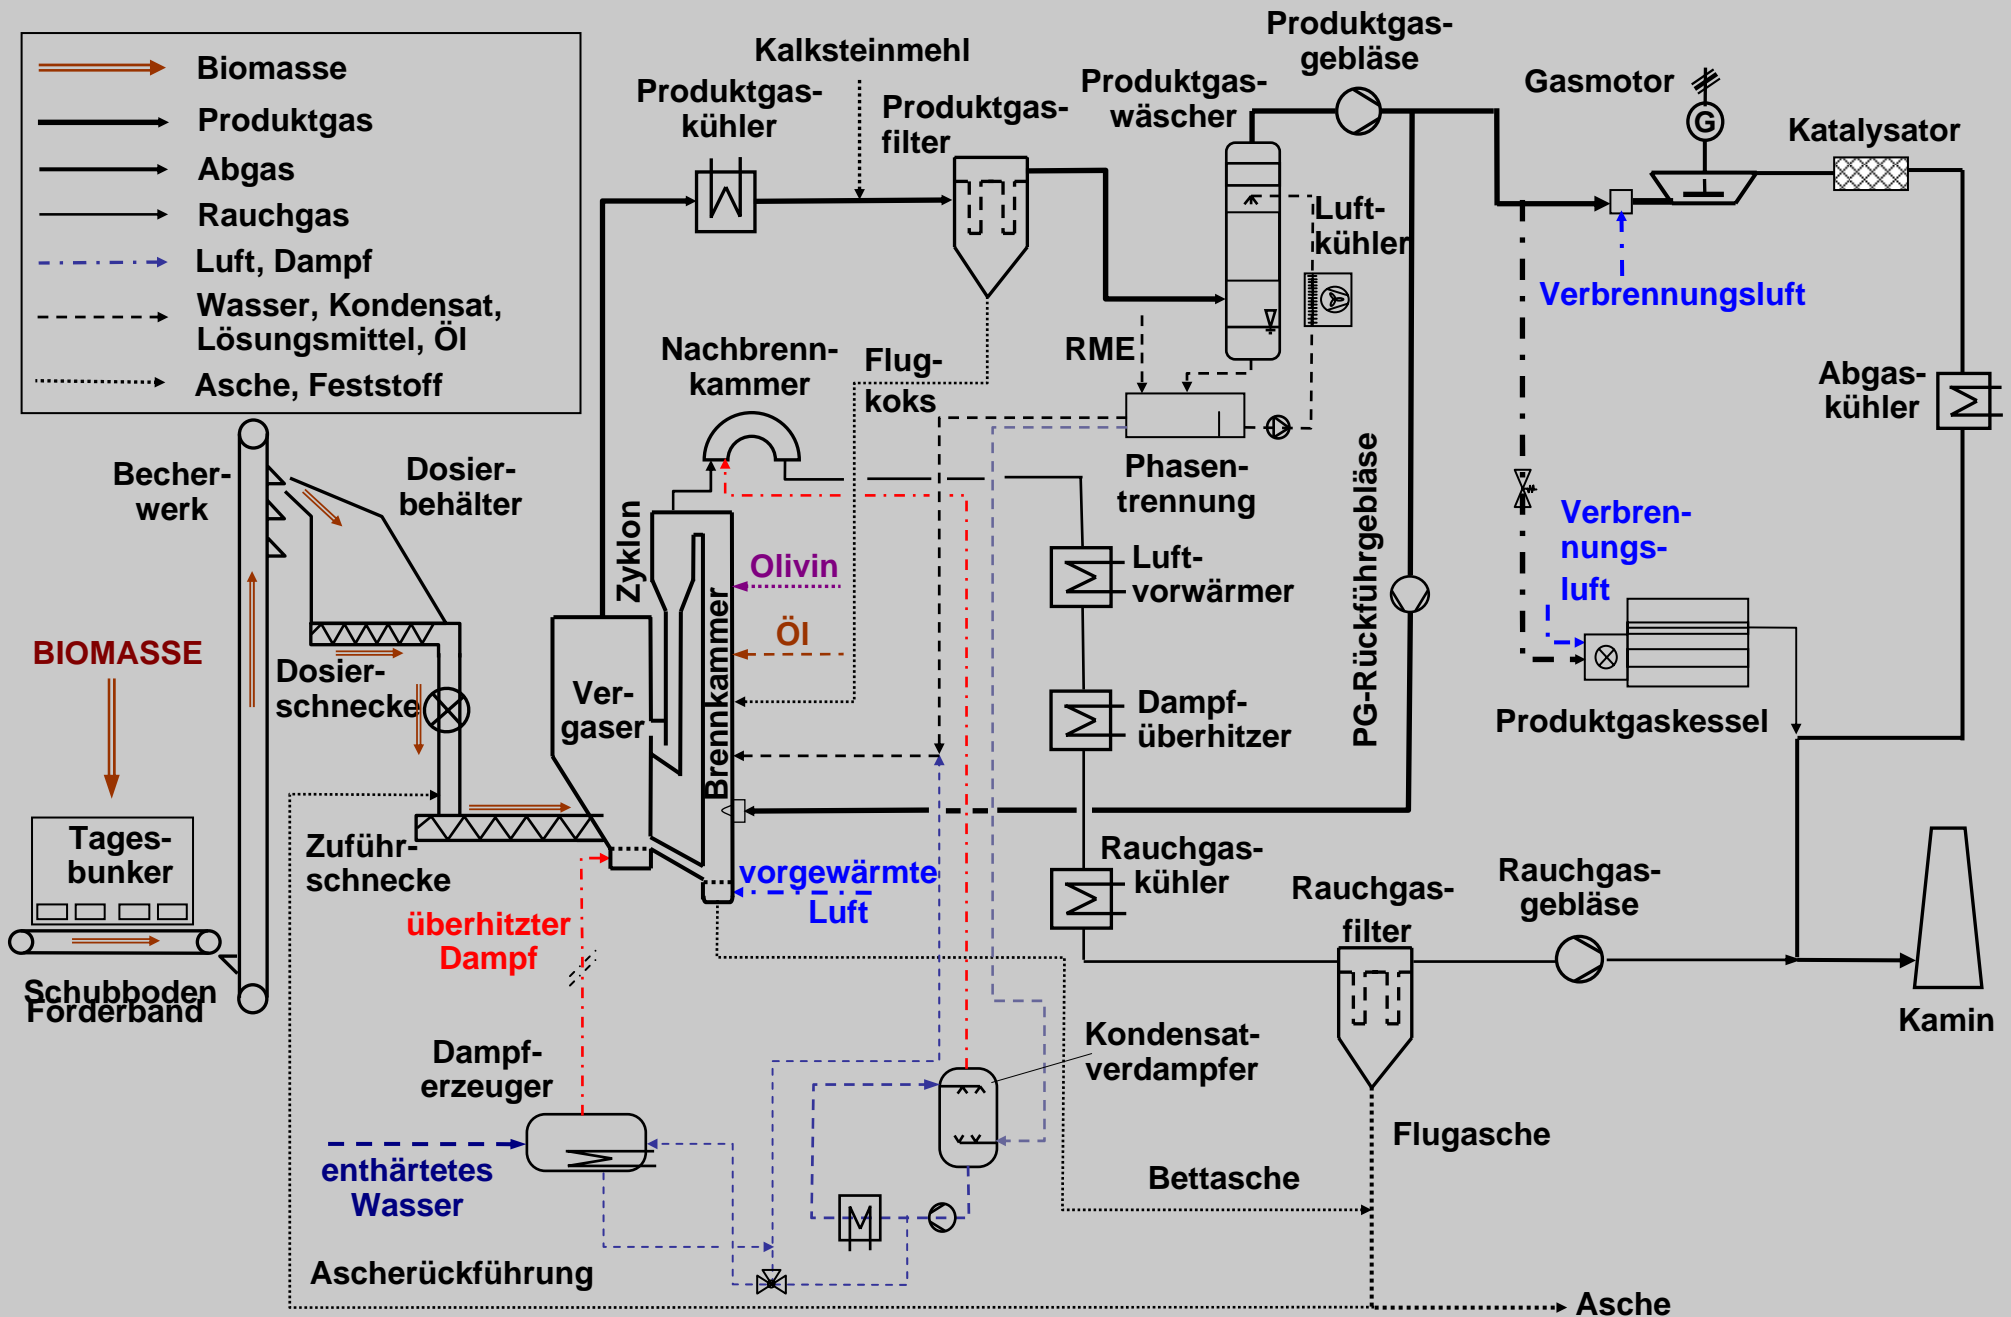 Biomasse
Produktgas
Abgas
Rauchgas
Luft, Dampf
Wasser, Kondensat,
Lösungsmittel, Öl
Asche, Feststoff
Kalksteinmehl
Produktgas-
kühler
Produktgas-
filter
Produktgas-
wäscher
Produktgas-
gebläse
Gasmotor
G
Katalysator
Luft-
kühler
Verbrennungsluft
Abgas-
kühler
Nachbrenn-
kammer
Flug-
koks
RME
Phasen-
trennung
PG-Rückführgebläse
Becher-
werk
Dosier-
behälter
Zyklon
Olivin
Öl
Brennkammer
Luft-
vorwärmer
Verbren-
nungs-
luft
BIOMASSE
Dosier-
schnecke
Ver-
gaser
Dampf-
überhitzer
Produktgaskessel
Tages-
bunker
Zuführ-
schnecke
vorgewärmte
Luft
Rauchgas-
kühler
Rauchgas-
filter
Rauchgas-
gebläse
überhitzter
Dampf
Schubboden
Förderband
Kamin
Dampf-
erzeuger
Kondensat-
verdampfer
enthärtetes
Wasser
Flugasche
Bettasche
Ascherückführung
Asche